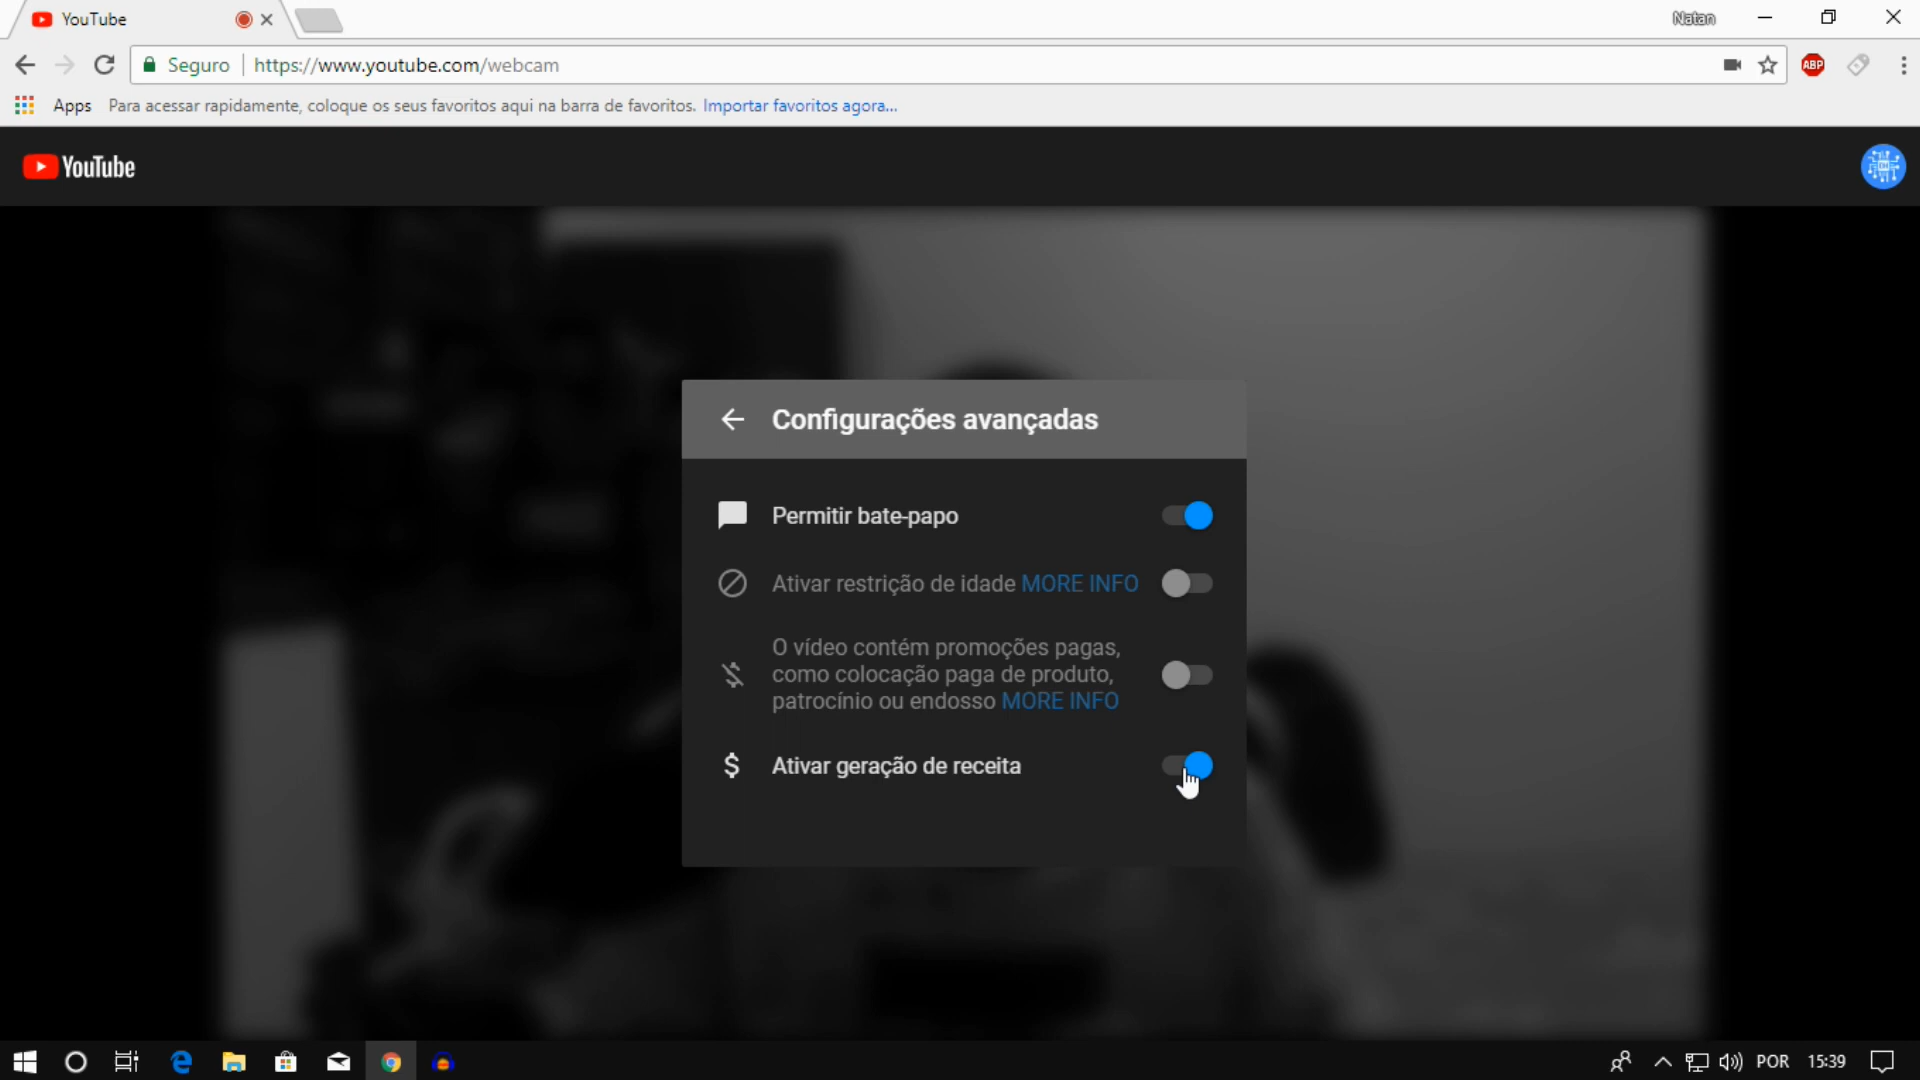 YouTube
Natan
Seguro https://www.youtube.com/webcam
ABP
Apps Para acessar rapidamente, coloque os seus favoritos aqui na barra de favoritos. Importar favoritos agora...
YouTube
Configurações avançadas
Permitir bate-papo
Ativar restrição de idade MORE INFO
O vídeo contém promoções pagas,
como colocação paga de produto,
patrocínio ou endosso MORE INFO
$ Ativar geração de receita
POR 15:39